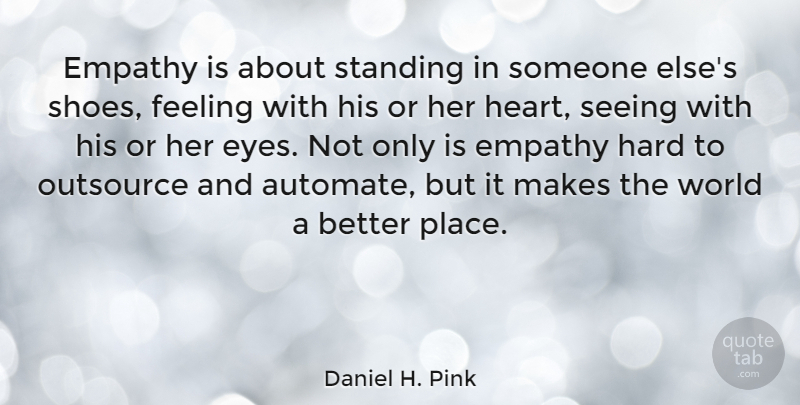 Empathy is about standing in someone else's
shoes, feeling with his or her heart, seeing with
his or her eyes. Not only is empathy hard to
outsource and automate, but it makes the world
a better place.
Daniel H. Pink
quote
tab
.com